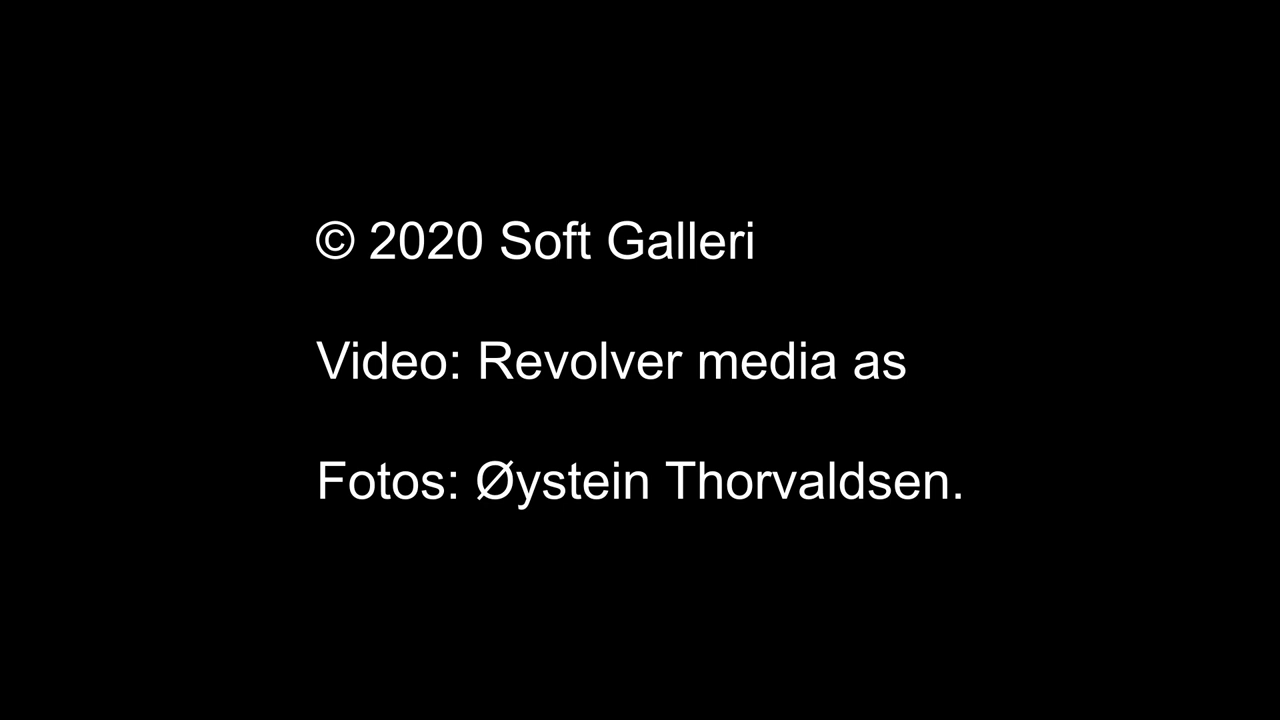 © 2020 Soft Galleri
Video: Revolver media as
Fotos: Øystein Thorvaldsen.